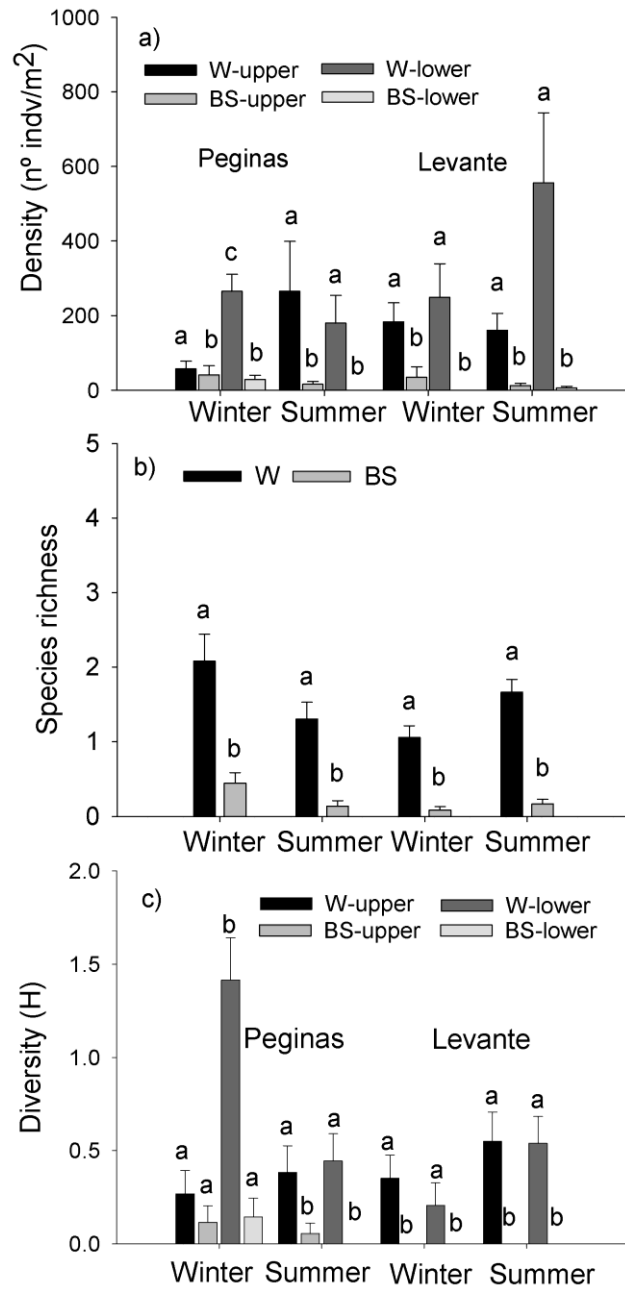 a)
W-upper W-lower
BS-upper BS-lower
Peginas Levante
Density (nº indv/m²)
1000
800
600
400
200
0
a b c b a b a b a b a b a b a b
Winter Summer Winter Summer
b)
W BS
Species richness
5
4
3
2
1
0
a b a b a b a b
Winter Summer Winter Summer
c)
W-upper W-lower
BS-upper BS-lower
Peginas Levante
Diversity (H)
2.0
1.5
1.0
0.5
0.0
a a b a a b a b a b a b a b a b
Winter Summer Winter Summer